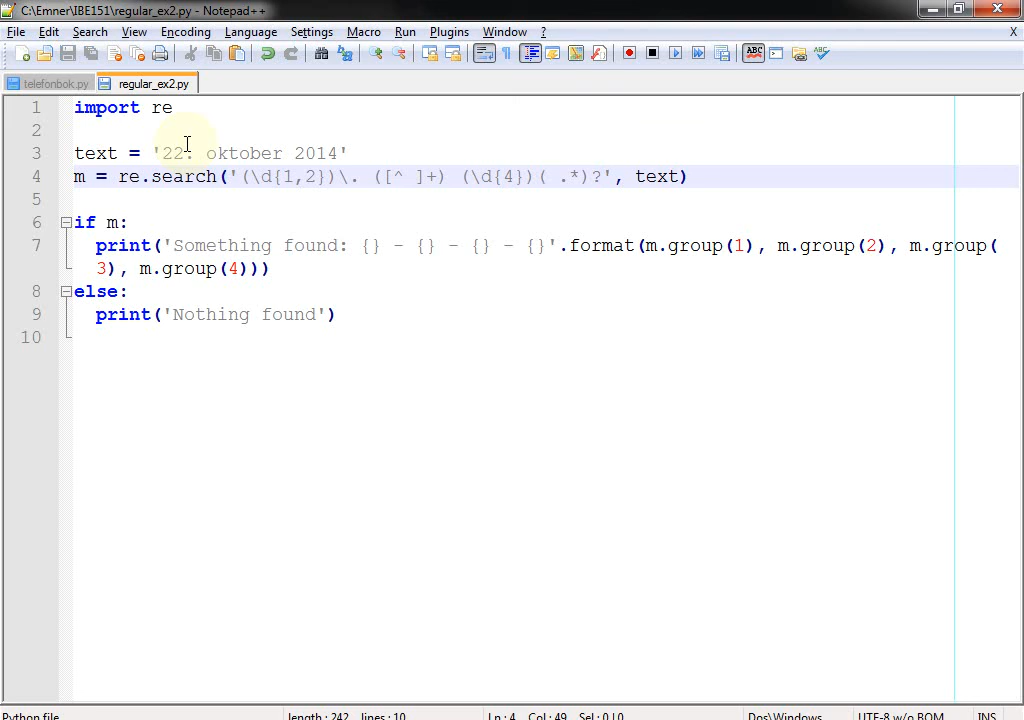 C:\Emner\IBE151\regular_ex2.py - Notepad++
File Edit Search View Encoding Language Settings Macro Run Plugins Window ? X
telefonbok.py regular_ex2.py
1 import re
2
3 text = '22. oktober 2014'
4 m = re.search('(\d{1,2})\. ([^ ]+) (\d{4})( .*)?', text)
5
6 if m:
7 print('Something found: {} - {} - {} - {}'.format(m.group(1), m.group(2), m.group(
3), m.group(4)))
8 else:
9 print('Nothing found')
10
Python file length : 242 lines : 10 Ln : 4 Col : 49 Sel : 0 | 0 Dos\Windows UTF-8 w/o BOM INS